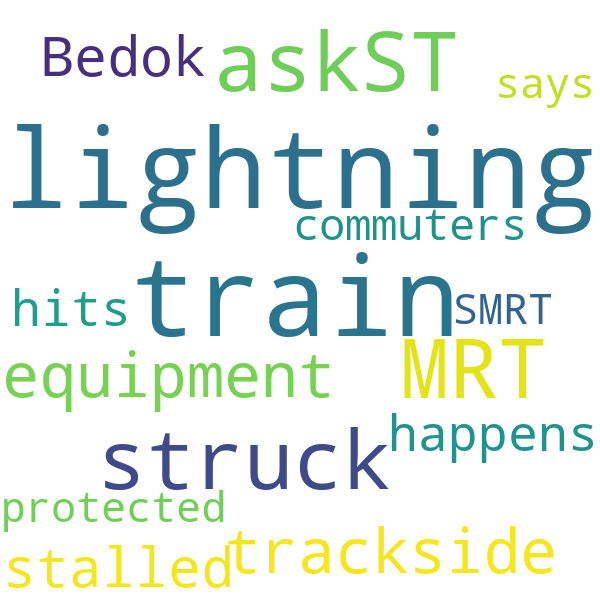 Bedok askST
says
lightning
commuters
train
hits
SMRT
equipment MRT
happens
struck
protected
trackside
stalled